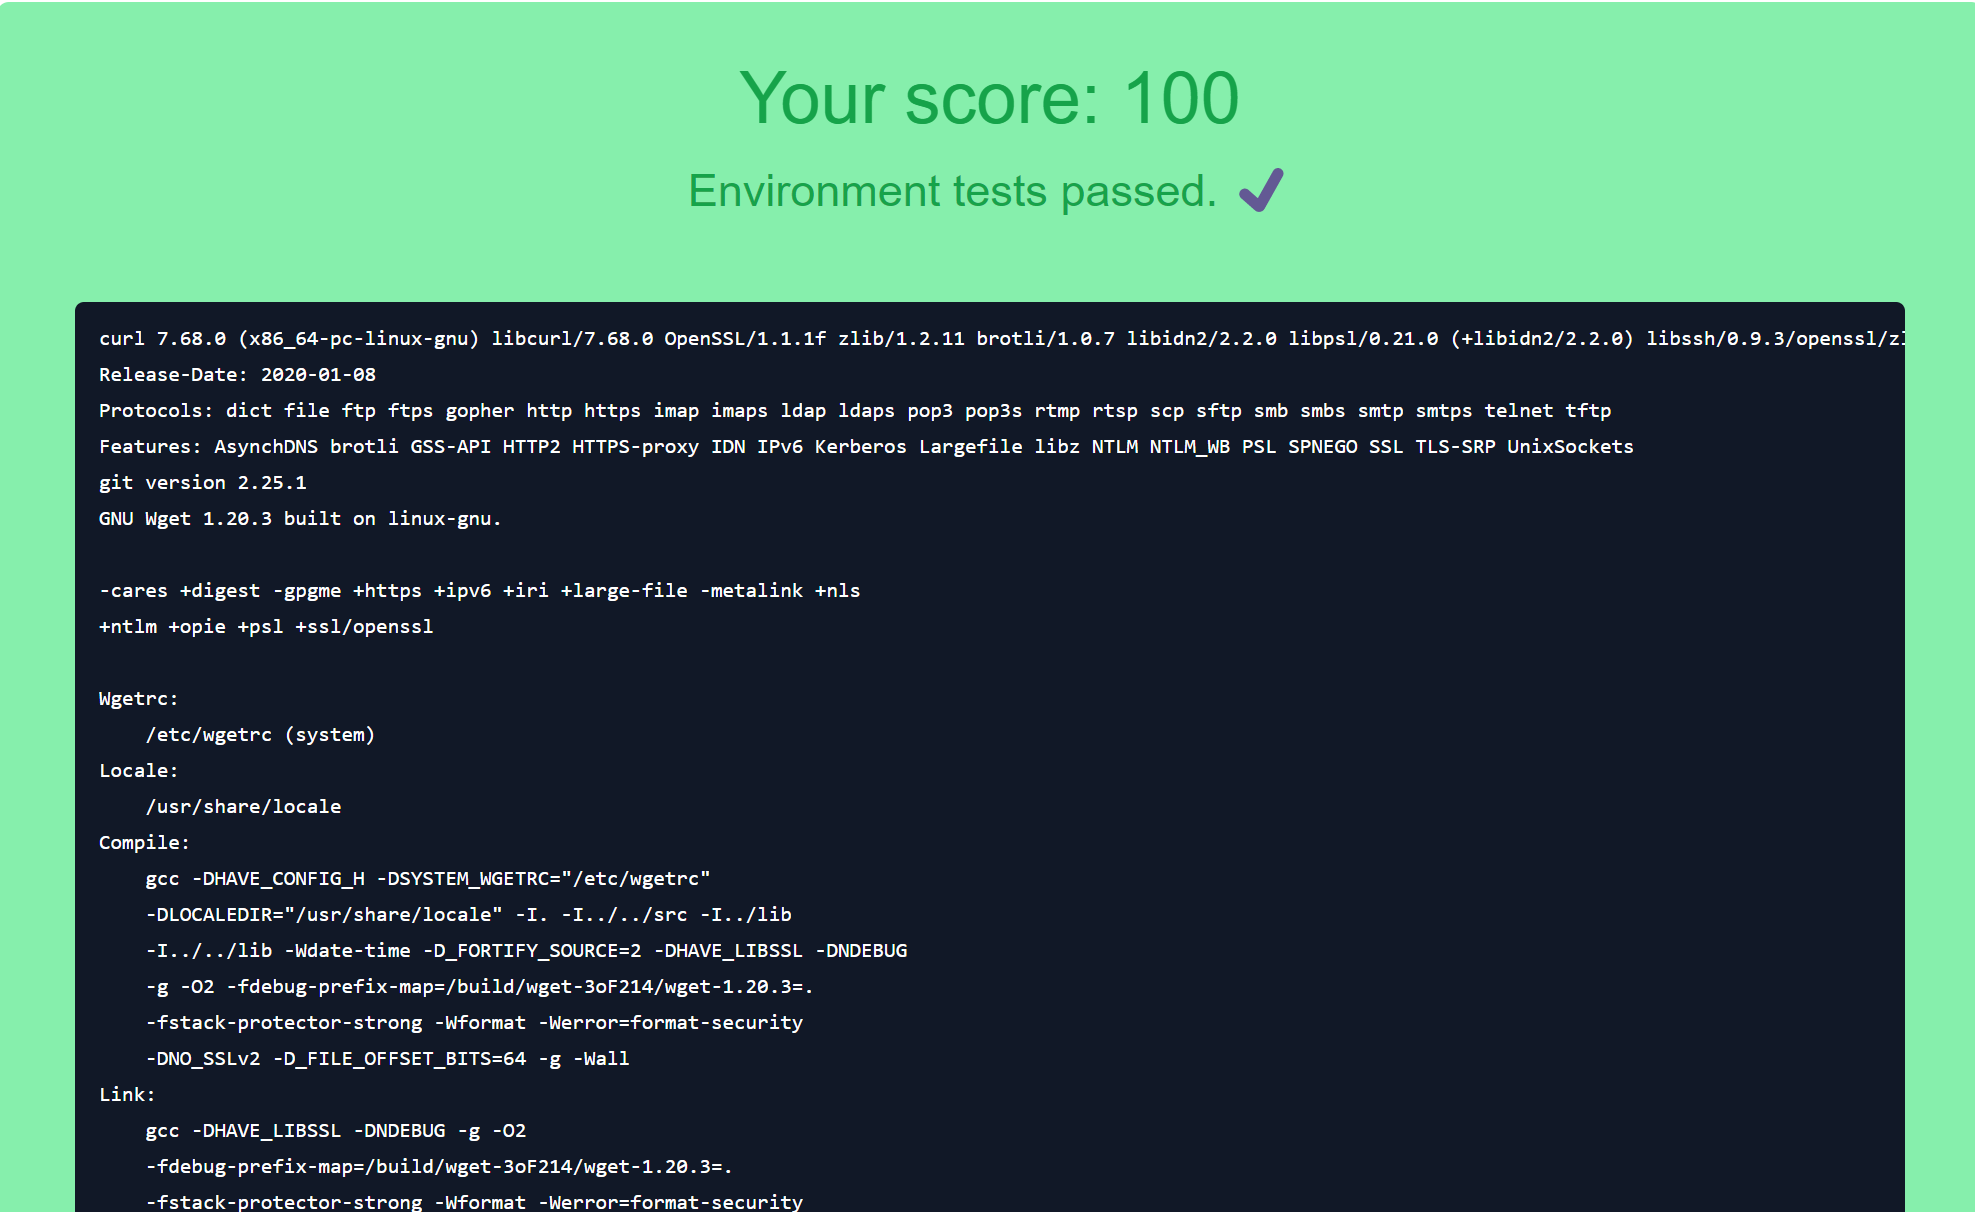 Your score: 100
Environment tests passed.
curl 7.68.0 (x86_64-pc-linux-gnu) libcurl/7.68.0 OpenSSL/1.1.1f zlib/1.2.11 brotli/1.0.7 libidn2/2.2.0 libpsl/0.21.0 (+libidn2/2.2.0) libssh/0.9.3/openssl/zl
Release-Date: 2020-01-08
Protocols: dict file ftp ftps gopher http https imap imaps ldap ldaps pop3 pop3s rtmp rtsp scp sftp smb smbs smtp smtps telnet tftp
Features: AsynchDNS brotli GSS-API HTTP2 HTTPS-proxy IDN IPv6 Kerberos Largefile libz NTLM NTLM_WB PSL SPNEGO SSL TLS-SRP UnixSockets
git version 2.25.1
GNU Wget 1.20.3 built on linux-gnu.
-cares +digest -gpgme +https +ipv6 +iri +large-file -metalink +nls
+ntlm +opie +psl +ssl/openssl
Wgetrc:
/etc/wgetrc (system)
Locale:
/usr/share/locale
Compile:
gcc -DHAVE_CONFIG_H -DSYSTEM_WGETRC="/etc/wgetrc"
-DLOCALEDIR="/usr/share/locale" -I. -I../../src -I../lib
-I../../lib -Wdate-time -D_FORTIFY_SOURCE=2 -DHAVE_LIBSSL -DNDEBUG
-g -O2 -fdebug-prefix-map=/build/wget-3oF214/wget-1.20.3=.
-fstack-protector-strong -Wformat -Werror=format-security
-DNO_SSLv2 -D_FILE_OFFSET_BITS=64 -g -Wall
Link:
gcc -DHAVE_LIBSSL -DNDEBUG -g -O2
-fdebug-prefix-map=/build/wget-3oF214/wget-1.20.3=.
-fstack-protector-strong -Wformat -Werror=format-security